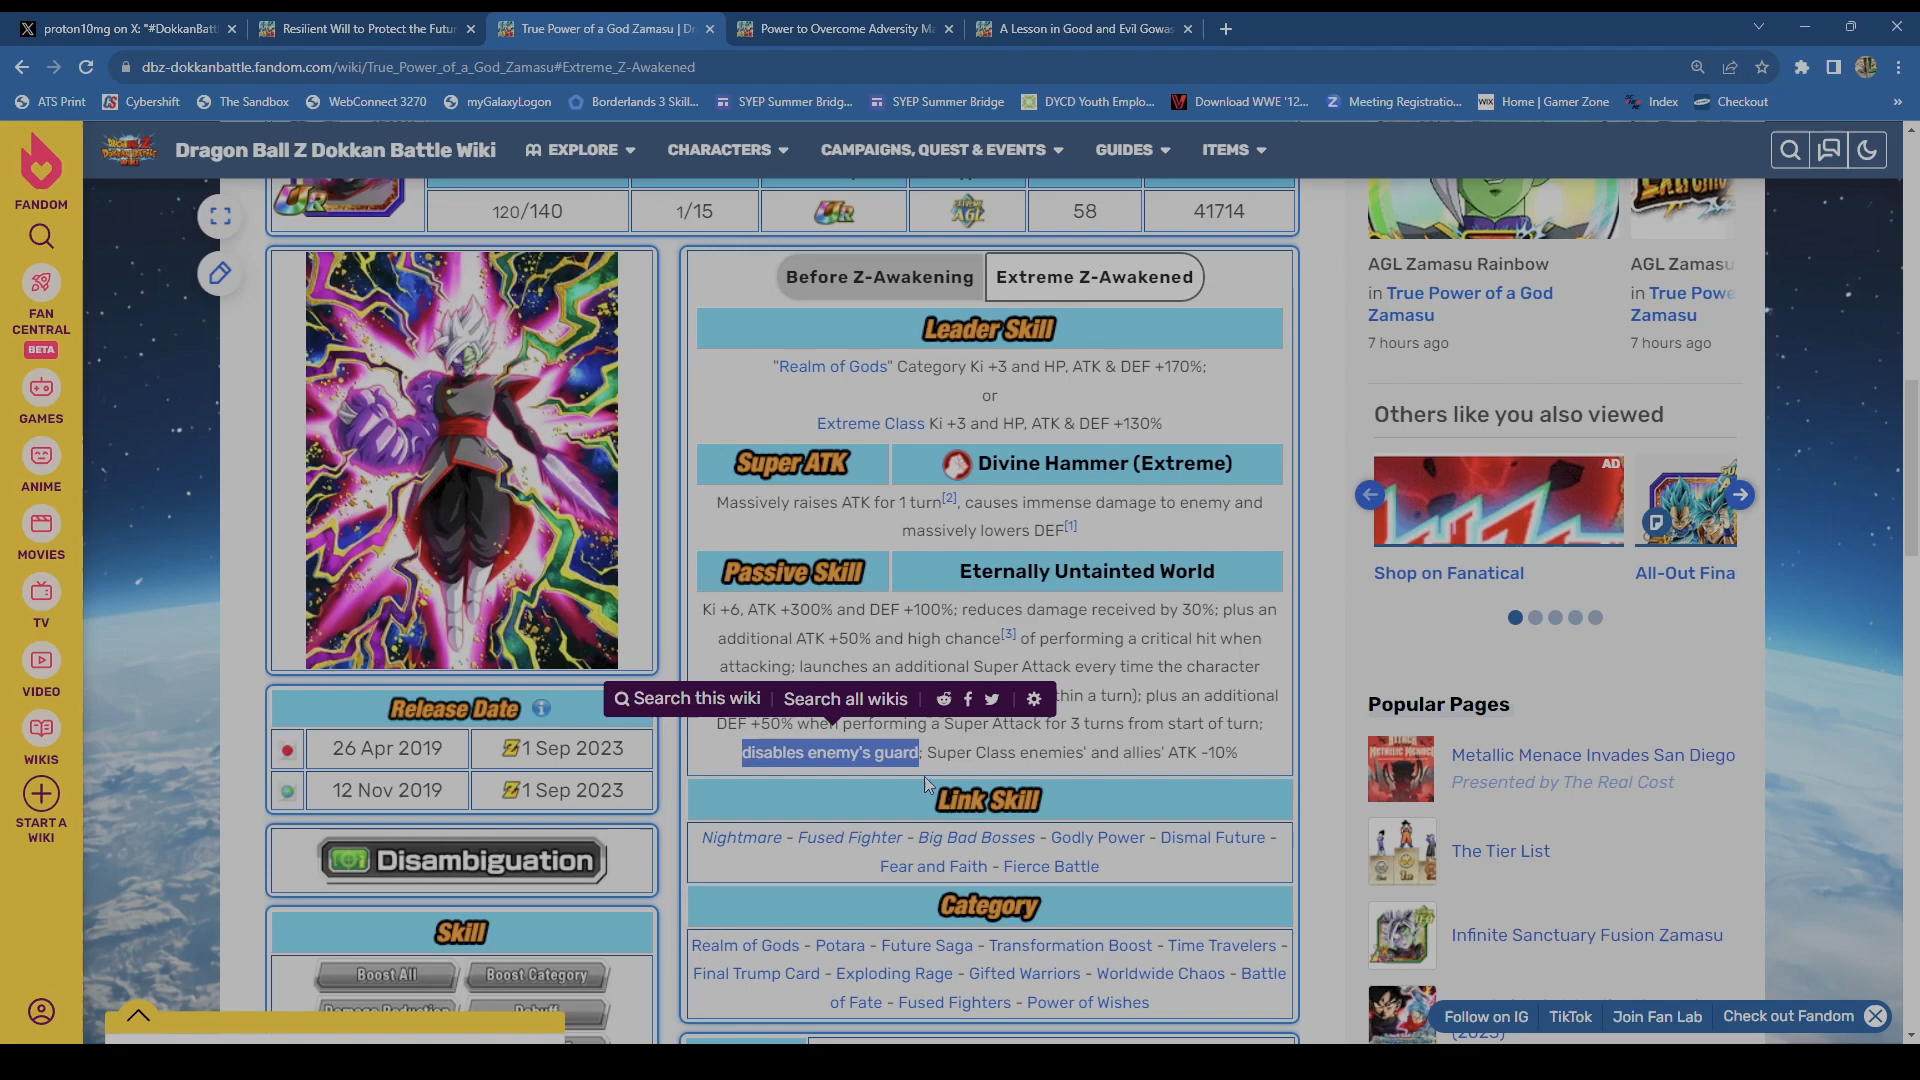 proton10mg on X: "#DokkanBatt
Resilient Will to Protect the Futur
True Power of a God Zamasu | Dr
Power to Overcome Adversity Ma
A Lesson in Good and Evil Gowas
dbz-dokkanbattle.fandom.com/wiki/True_Power_of_a_God_Zamasu#Extreme_Z-Awakened
ATS Print
Cybershift
The Sandbox
WebConnect 3270
myGalaxyLogon
Borderlands 3 Skill...
SYEP Summer Bridg...
SYEP Summer Bridge
DYCD Youth Emplo...
Download WWE '12...
Meeting Registratio...
Home | Gamer Zone
Index
Checkout
»
FANDOM
FAN
CENTRAL
BETA
GAMES
ANIME
MOVIES
TV
VIDEO
WIKIS
START A
WIKI
Dragon Ball Z Dokkan Battle Wiki
EXPLORE
CHARACTERS
CAMPAIGNS, QUEST & EVENTS
GUIDES
ITEMS
UR
120/140
1/15
UR
EXTREME
AGL
58
41714
Before Z-Awakening
Extreme Z-Awakened
Leader Skill
"Realm of Gods" Category Ki +3 and HP, ATK & DEF +170%;
or
Extreme Class Ki +3 and HP, ATK & DEF +130%
Super ATK
Divine Hammer (Extreme)
Massively raises ATK for 1 turn[2], causes immense damage to enemy and
massively lowers DEF[1]
Passive Skill
Eternally Untainted World
Ki +6, ATK +300% and DEF +100%; reduces damage received by 30%; plus an
additional ATK +50% and high chance[3] of performing a critical hit when
attacking; launches an additional Super Attack every time the character
thin a turn); plus an additional
DEF +50% when performing a Super Attack for 3 turns from start of turn;
disables enemy's guard; Super Class enemies' and allies' ATK -10%
Search this wiki
Search all wikis
Link Skill
Nightmare - Fused Fighter - Big Bad Bosses - Godly Power - Dismal Future -
Fear and Faith - Fierce Battle
Category
Realm of Gods - Potara - Future Saga - Transformation Boost - Time Travelers -
Final Trump Card - Exploding Rage - Gifted Warriors - Worldwide Chaos - Battle
of Fate - Fused Fighters - Power of Wishes
Release Date
26 Apr 2019
Z 1 Sep 2023
12 Nov 2019
Z 1 Sep 2023
Disambiguation
Skill
Boost All
Boost Category
Damage Reduction
Debuff
AGL Zamasu Rainbow
in True Power of a God
Zamasu
7 hours ago
AGL Zamasu
in True Powe
Zamasu
7 hours ago
Others like you also viewed
AD
Shop on Fanatical
All-Out Fina
Popular Pages
Metallic Menace Invades San Diego
Presented by The Real Cost
The Tier List
Infinite Sanctuary Fusion Zamasu
(2023)
Follow on IG
TikTok
Join Fan Lab
Check out Fandom